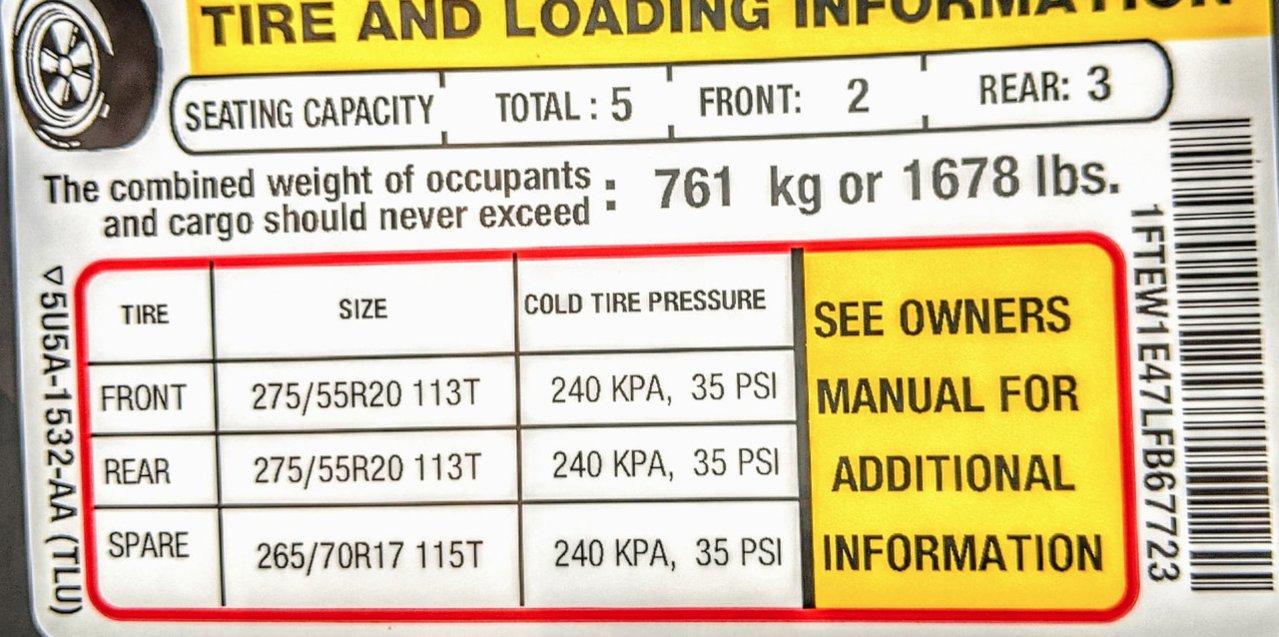 TIRE AND LOADING INFORMATION
SEATING CAPACITY TOTAL : 5 FRONT: 2 REAR: 3
The combined weight of occupants
and cargo should never exceed : 761 kg or 1678 lbs.
TIRE SIZE COLD TIRE PRESSURE
FRONT 275/55R20 113T 240 KPA, 35 PSI
REAR 275/55R20 113T 240 KPA, 35 PSI
SPARE 265/70R17 115T 240 KPA, 35 PSI
SEE OWNERS
MANUAL FOR
ADDITIONAL
INFORMATION
▽5U5A-1532-AA (TLU)
1FTEW1E47LFB67723